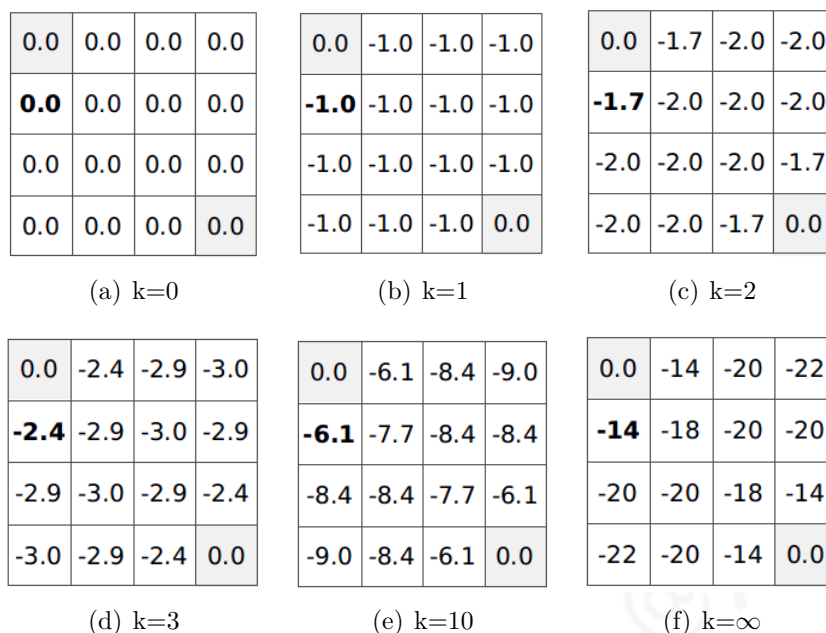 0.0 0.0 0.0 0.0
0.0 0.0 0.0 0.0
0.0 0.0 0.0 0.0
0.0 0.0 0.0 0.0
(a) k=0
0.0 -1.0 -1.0 -1.0
-1.0 -1.0 -1.0 -1.0
-1.0 -1.0 -1.0 -1.0
-1.0 -1.0 -1.0 0.0
(b) k=1
0.0 -1.7 -2.0 -2.0
-1.7 -2.0 -2.0 -2.0
-2.0 -2.0 -2.0 -1.7
-2.0 -2.0 -1.7 0.0
(c) k=2
0.0 -2.4 -2.9 -3.0
-2.4 -2.9 -3.0 -2.9
-2.9 -3.0 -2.9 -2.4
-3.0 -2.9 -2.4 0.0
(d) k=3
0.0 -6.1 -8.4 -9.0
-6.1 -7.7 -8.4 -8.4
-8.4 -8.4 -7.7 -6.1
-9.0 -8.4 -6.1 0.0
(e) k=10
0.0 -14 -20 -22
-14 -18 -20 -20
-20 -20 -18 -14
-22 -20 -14 0.0
(f) k=∞